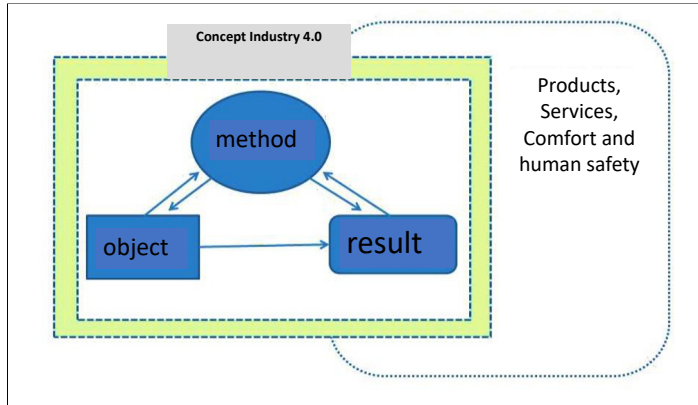 Concept Industry 4.0
Products,
Services,
Comfort and
human safety
method
object
result